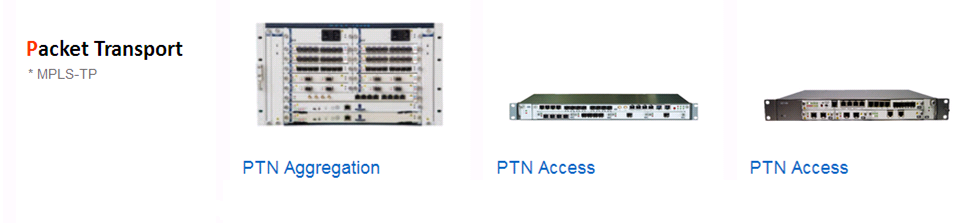 Packet Transport
* MPLS-TP
PTN Aggregation
PTN Access
PTN Access